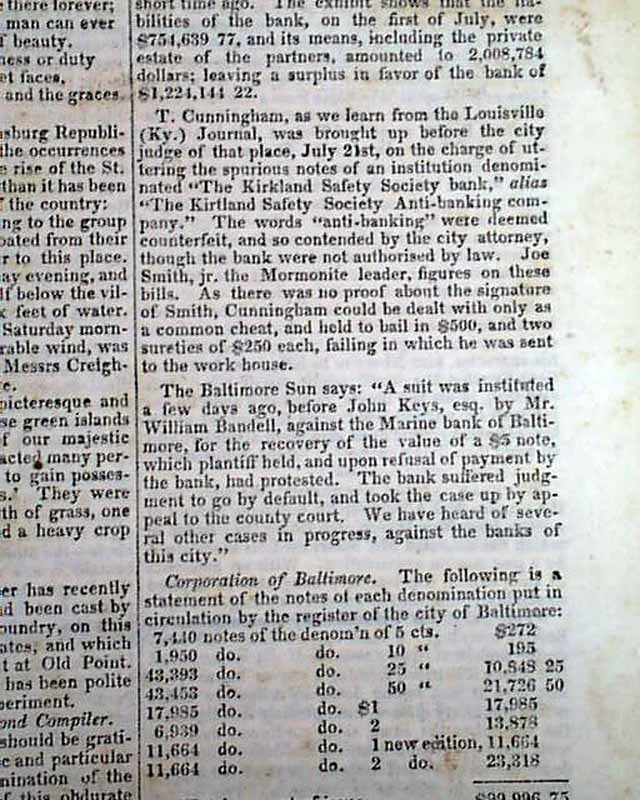 there lorever;
man can ever
f beauty.
ness or duty
et faces,
and the graces
sburg Republi-
the occurrences
e rise of the St.
than it has been
f the country:
ng to the group
oated from their
r to this place.
ay evening, and
lf below the vil-
feet of water.
Saturday morn-
rable wind, was
Messrs Creigh-
e.
picteresque and
se green islands
f our majestic
acted many per-
to gain posses-
s.' They were
th of grass, one
d a heavy crop
er has recently
d been cast by
oundry, on this
ates, and which
t at Old Point.
has been polite
periment.
ond Compiler.
should be grati-
e and particular
mination of the
f this obdurate
short time ago. The exhibit shows that the lia-
bilities of the bank, on the first of July, were
$754,639 77, and its means, including the private
estate of the partners, amounted to 2,008,784
dollars; leaving a surplus in favor of the bank of
$1,224,144 22.
T. Cunningham, as we learn from the Louisville
(Ky.) Journal, was brought up before the city
judge of that place, July 21st, on the charge of ut-
tering the spurious notes of an institution denomi-
nated "The Kirkland Safety Society bank," alias
"The Kirtland Safety Society Anti-banking com-
pany." The words "anti-banking" were deemed
counterfeit, and so contended by the city attorney,
though the bank were not authorised by law. Joe
Smith, jr. the Mormonite leader, figures on these
bills. As there was no proof about the signature
of Smith, Cunningham could be dealt with only as
a common cheat, and held to bail in $500, and two
sureties of $250 each, failing in which he was sent
to the work house.
The Baltimore Sun says: "A suit was instituted
a few days ago, before John Keys, esq. by Mr.
William Bandell, against the Marine bank of Balti-
more, for the recovery of the value of a $5 note,
which plantiff held, and upon refusal of payment by
the bank, had protested. The bank suffered judg-
ment to go by default, and took the case up by ap-
peal to the county court. We have heard of seve-
ral other cases in progress, against the banks of
this city."
Corporation of Baltimore. The following is a
statement of the notes of each denomination put in
circulation by the register of the city of Baltimore:
7,440 notes of the denom'n of 5 cts. $272
1,950 do. do. 10 " 195
43,393 do. do. 25 " 10,848 25
43,453 do. do. 50 " 21,726 50
17,985 do. do. $1 17,985
6,939 do. do. 2 13,878
11,664 do. do. 1 new edition, 11,664
11,664 do. do. 2 do. 23,318